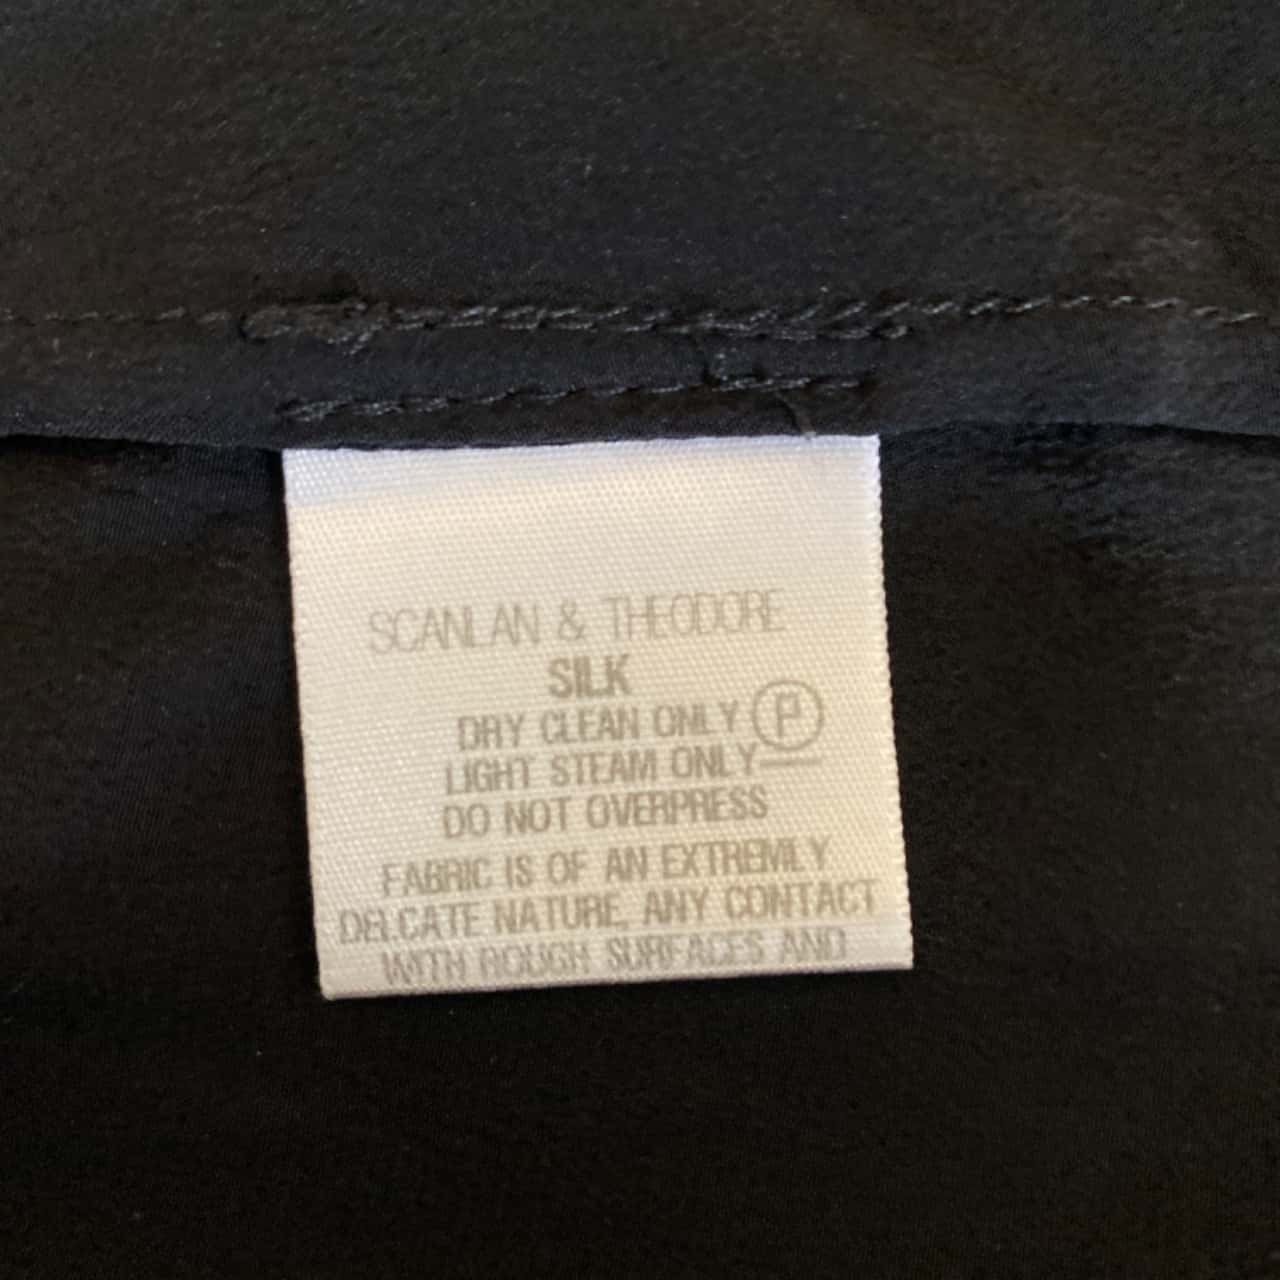 SCANLAN & THEODORE
SILK
DRY CLEAN ONLY P
LIGHT STEAM ONLY
DO NOT OVERPRESS
FABRIC IS OF AN EXTREMLY
DELCATE NATURE, ANY CONTACT
WITH ROUGH SURFACES AND